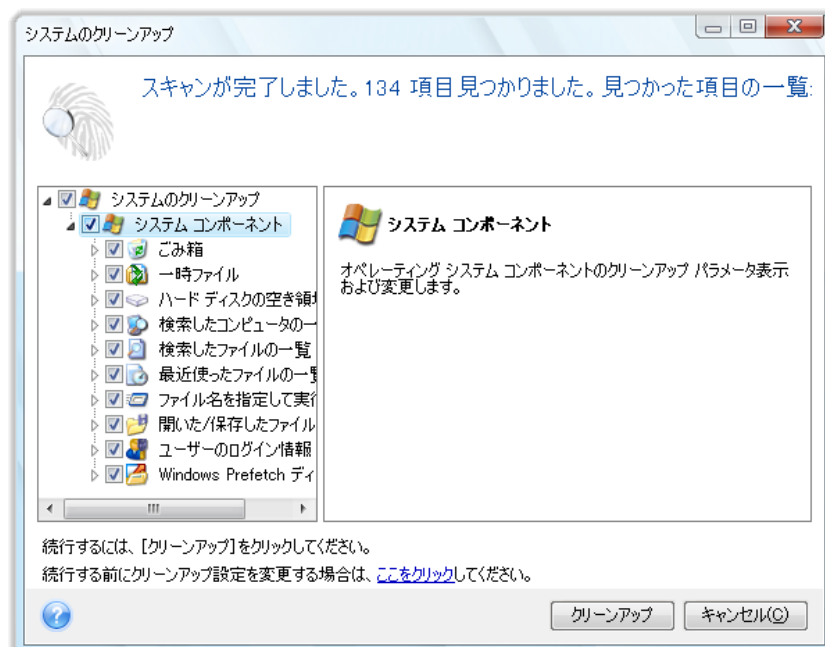 システムのクリーンアップ
スキャンが完了しました。134 項目見つかりました。見つかった項目の一覧:
システムのクリーンアップ
システム コンポーネント
ごみ箱
一時ファイル
ハード ディスクの空き領
検索したコンピュータの一
検索したファイルの一覧
最近使ったファイルの一
ファイル名を指定して実
開いた/保存したファイル
ユーザーのログイン情報
Windows Prefetch ディ
システム コンポーネント
オペレーティング システム コンポーネントのクリーンアップ パラメータ表示
および変更します。
続行するには、[クリーンアップ]をクリックしてください。
続行する前にクリーンアップ設定を変更する場合は、ここをクリックしてください。
クリーンアップ
キャンセル(C)